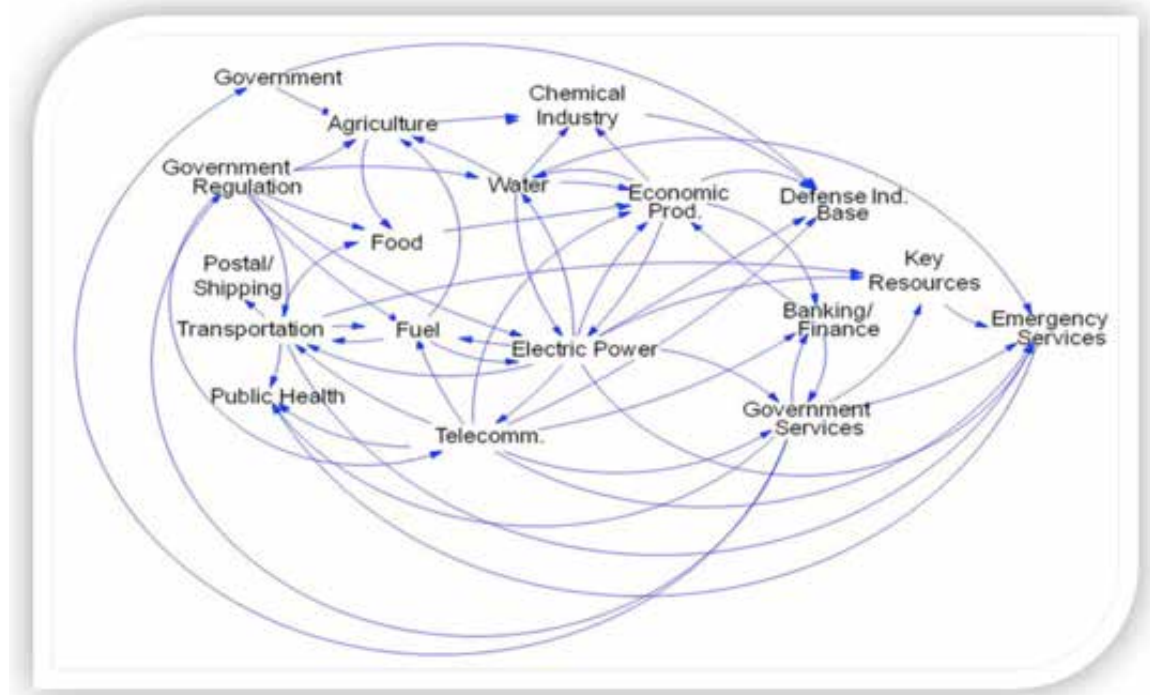 Government
Chemical
Industry
Agriculture
Government
Regulation
Water
Economic
Prod.
Defense Ind.
Base
Food
Postal/
Shipping
Key
Resources
Transportation
Fuel
Electric Power
Banking/
Finance
Emergency
Services
Public Health
Government
Services
Telecomm.